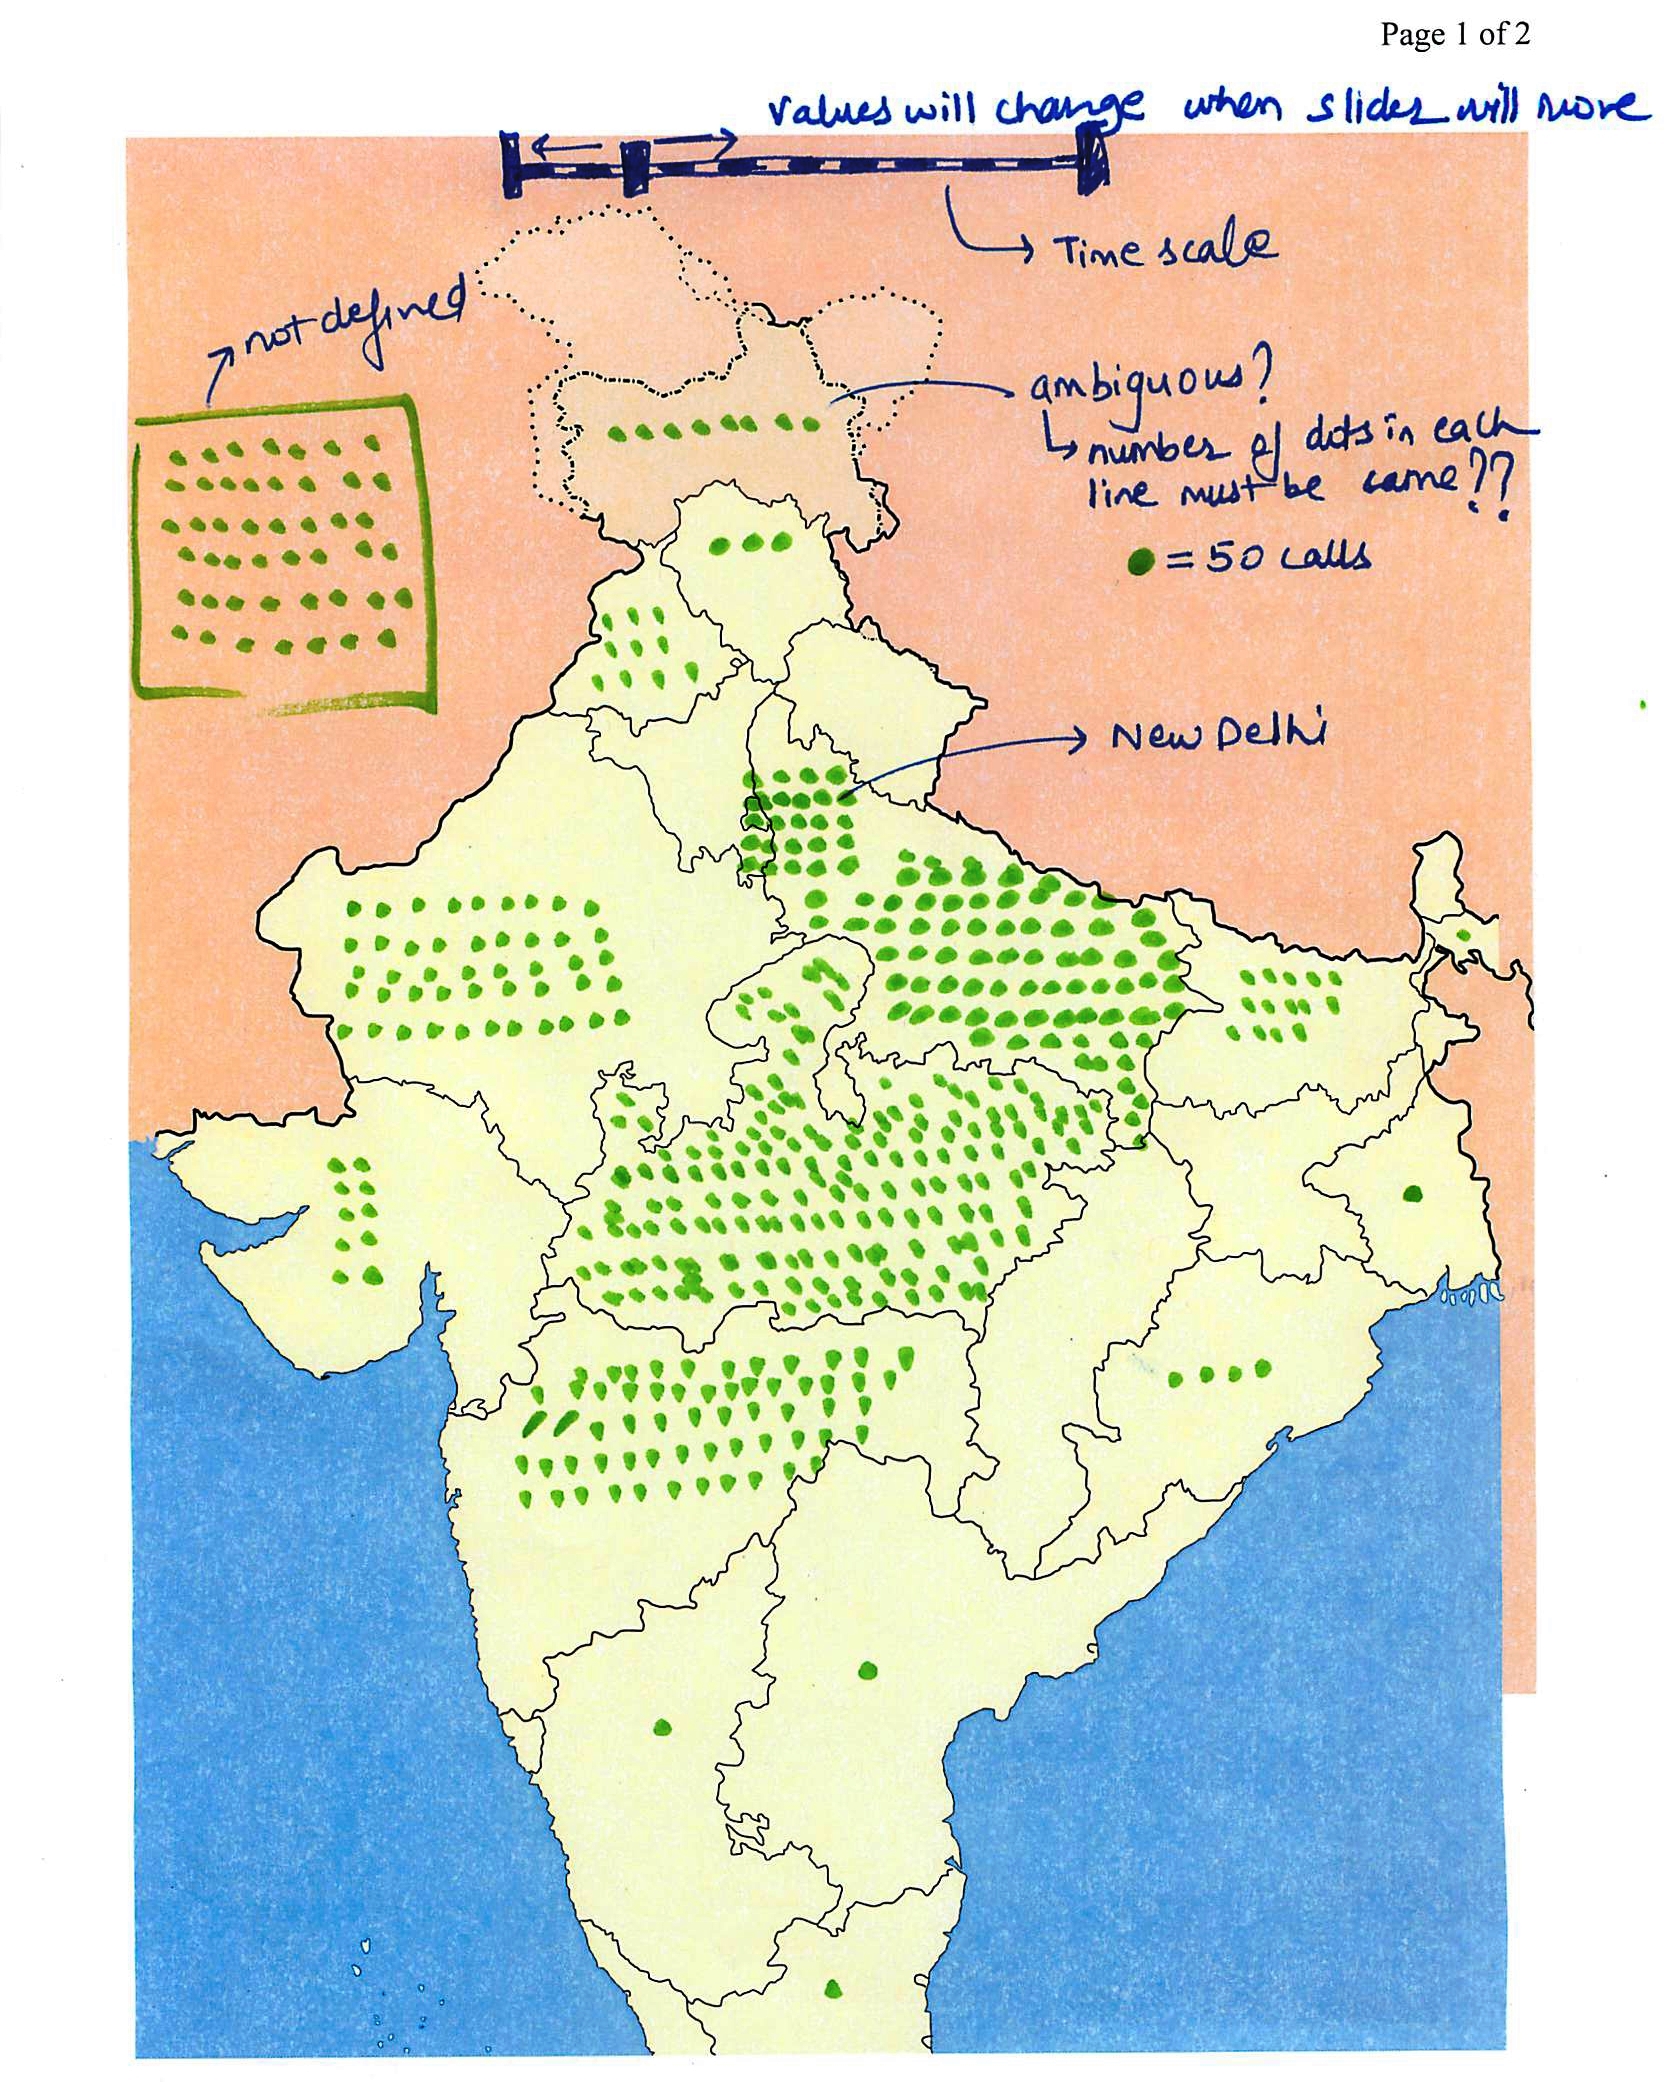 Page 1 of 2
values will change when slider will move
Time scale
not defined
ambiguous?
number of dots in each
line must be same??
= 50 calls
New Delhi